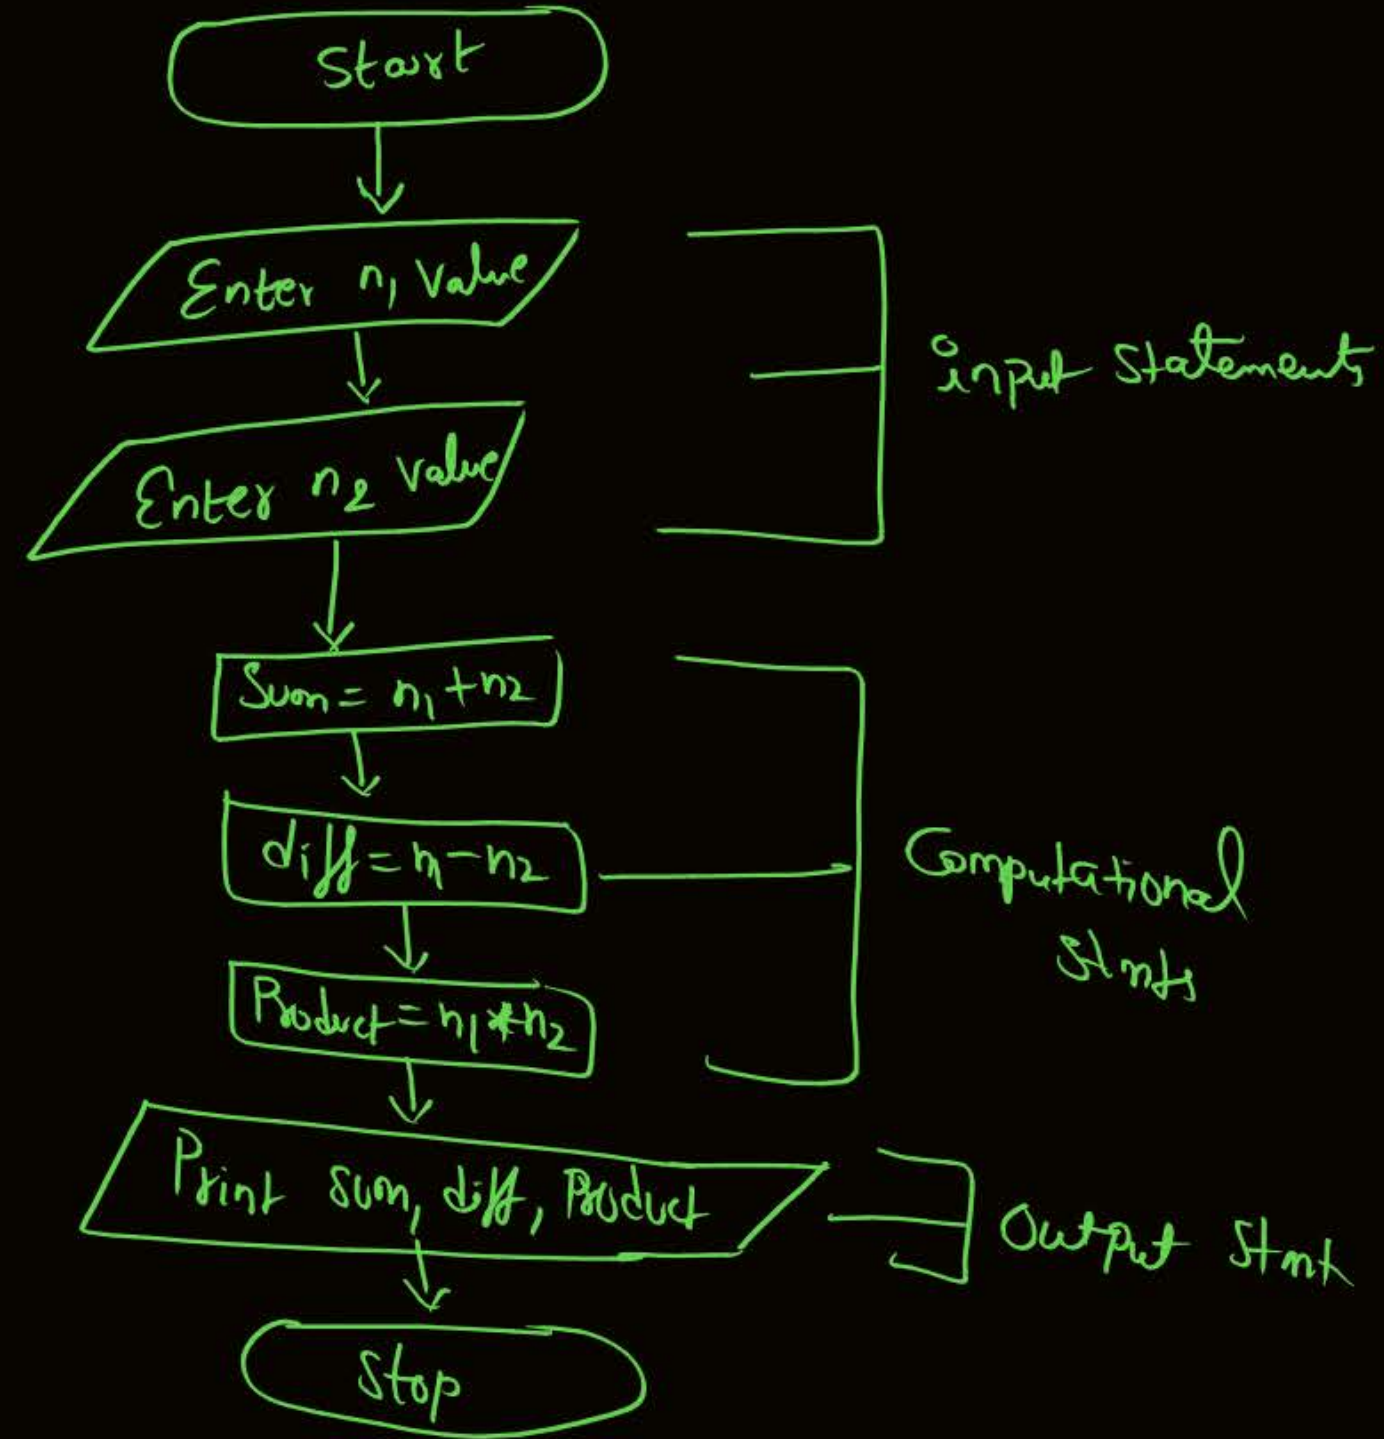 Start
Enter n1 value
Enter n2 value
input statements
Sum = n1 + n2
diff = n1 - n2
Product = n1 * n2
Computational
stmts
Print sum, diff, Product
Output stmt
Stop